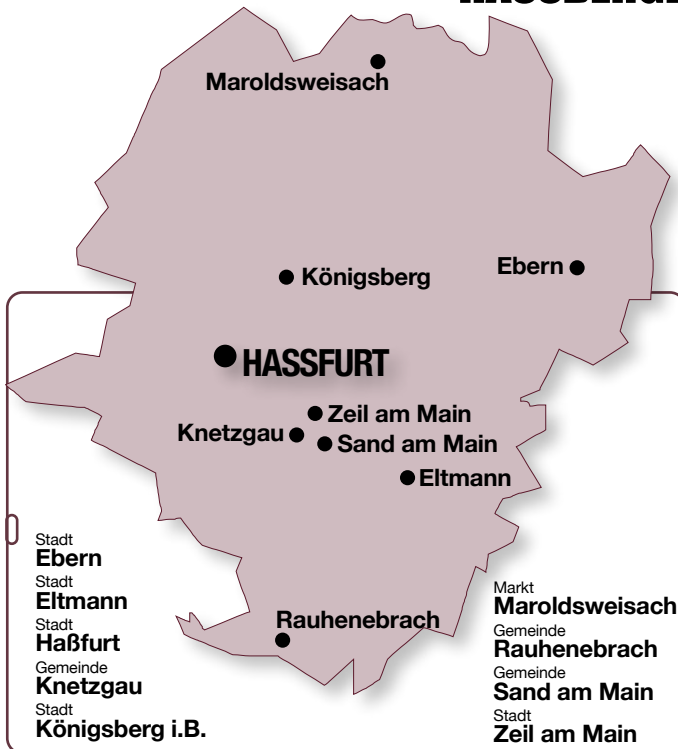 Maroldsweisach
Ebern
Königsberg
HASSFURT
Zeil am Main
Knetzgau
Sand am Main
Eltmann
Rauhenebrach
Stadt
Ebern
Stadt
Eltmann
Stadt
Haßfurt
Gemeinde
Knetzgau
Stadt
Königsberg i.B.
Markt
Maroldsweisach
Gemeinde
Rauhenebrach
Gemeinde
Sand am Main
Stadt
Zeil am Main